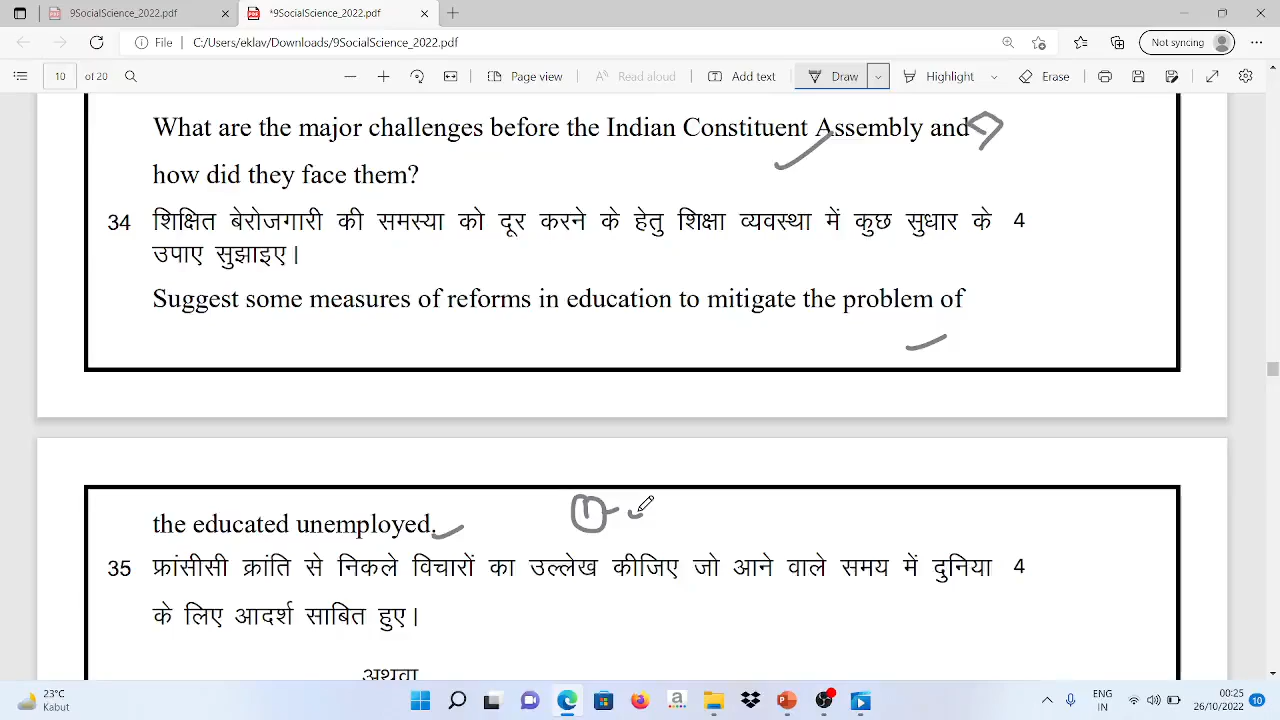 9SocialScience_2022.pdf
*9SocialScience_2022.pdf
File
C:/Users/eklav/Downloads/9SocialScience_2022.pdf
Not syncing
10 of 20
Page view
Read aloud
Add text
Draw
Highlight
Erase
What are the major challenges before the Indian Constituent Assembly and
how did they face them?
34 शिक्षित बेरोजगारी की समस्या को दूर करने के हेतु शिक्षा व्यवस्था में कुछ सुधार के 4
उपाए सुझाइए।
Suggest some measures of reforms in education to mitigate the problem of
the educated unemployed.
1
35 फ्रांसीसी क्रांति से निकले विचारों का उल्लेख कीजिए जो आने वाले समय में दुनिया 4
के लिए आदर्श साबित हुए।
अथवा
23°C
Kabut
ENG
IN
00:25
26/10/2022
10